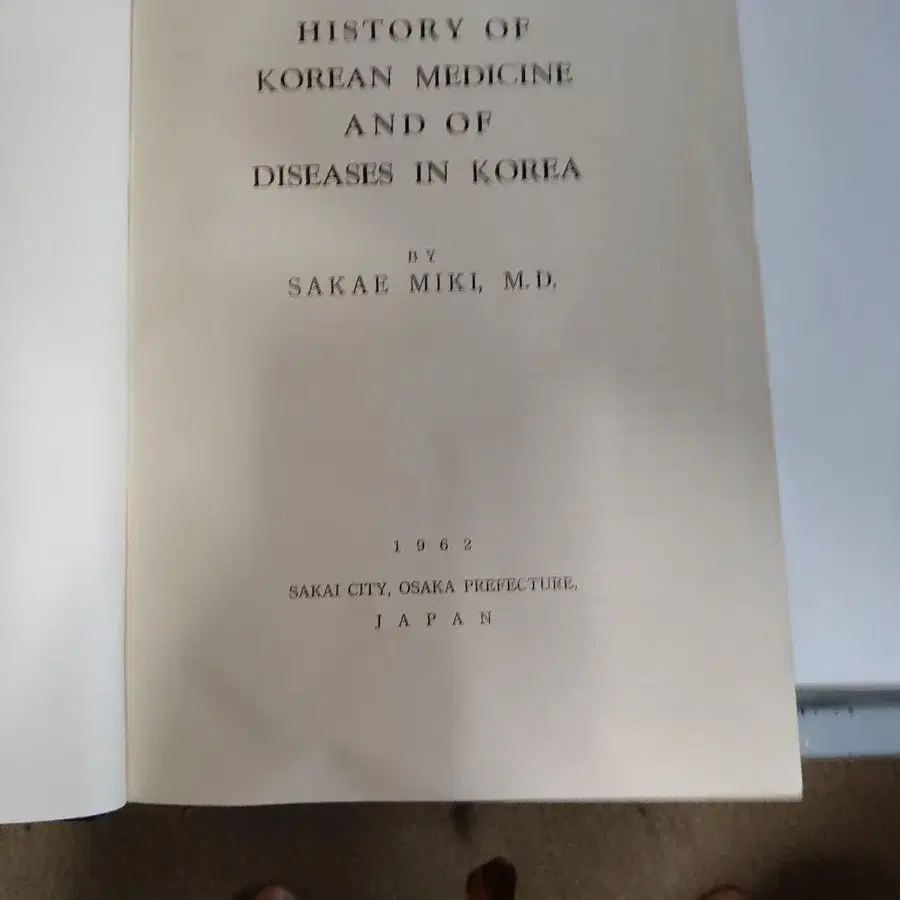 HISTORY OF
KOREAN MEDICINE
AND OF
DISEASES IN KOREA
BY
SAKAE MIKI, M.D.
1962
SAKAI CITY, OSAKA PREFECTURE,
JAPAN